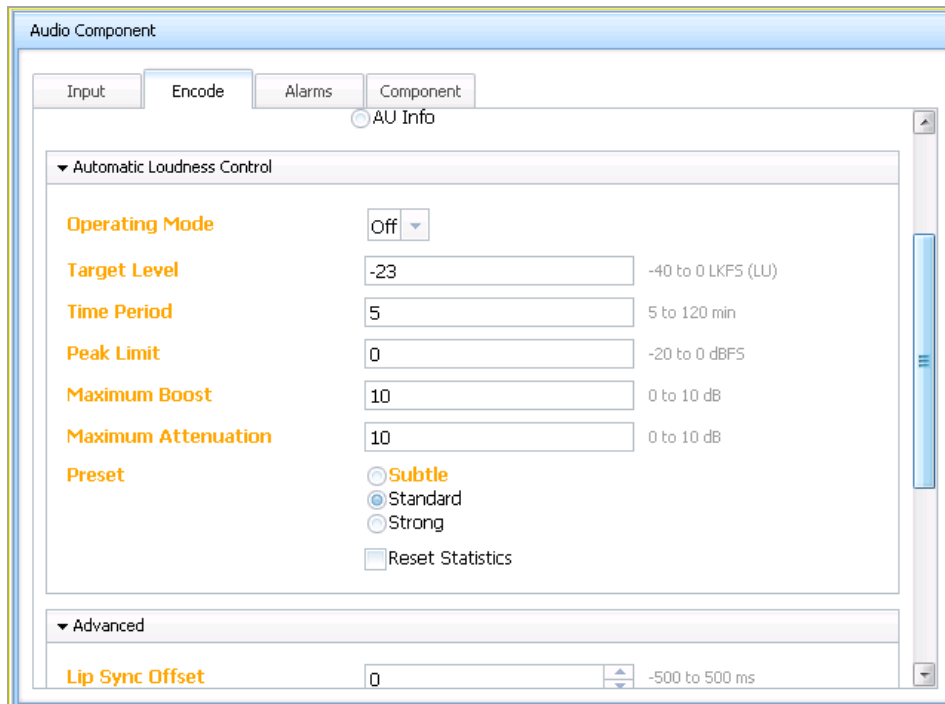 Audio Component
Input Encode Alarms Component
AU Info
Automatic Loudness Control
Operating Mode Off
Target Level -23 -40 to 0 LKFS (LU)
Time Period 5 5 to 120 min
Peak Limit 0 -20 to 0 dBFS
Maximum Boost 10 0 to 10 dB
Maximum Attenuation 10 0 to 10 dB
Preset Subtle
Standard
Strong
Reset Statistics
Advanced
Lip Sync Offset 0 -500 to 500 ms